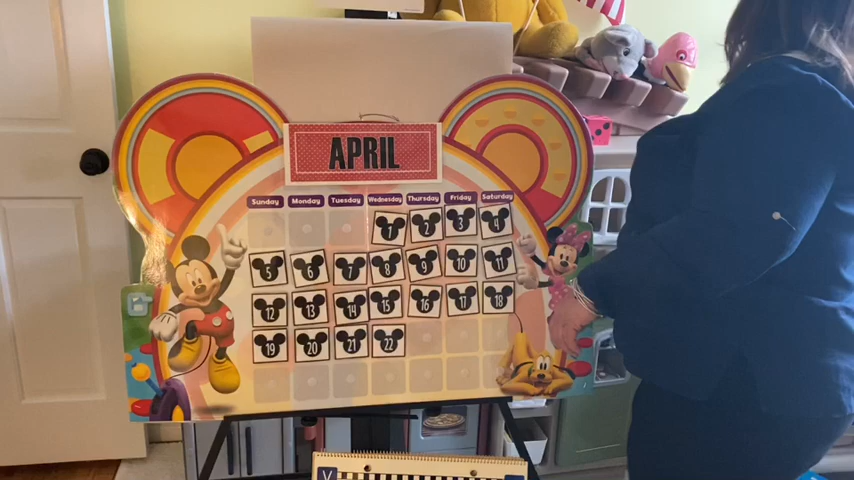 APRIL
Sunday Monday Tuesday Wednesday Thursday Friday Saturday
1 2 3 4
5 6 7 8 9 10 11
12 13 14 15 16 17 18
19 20 21 22
Y